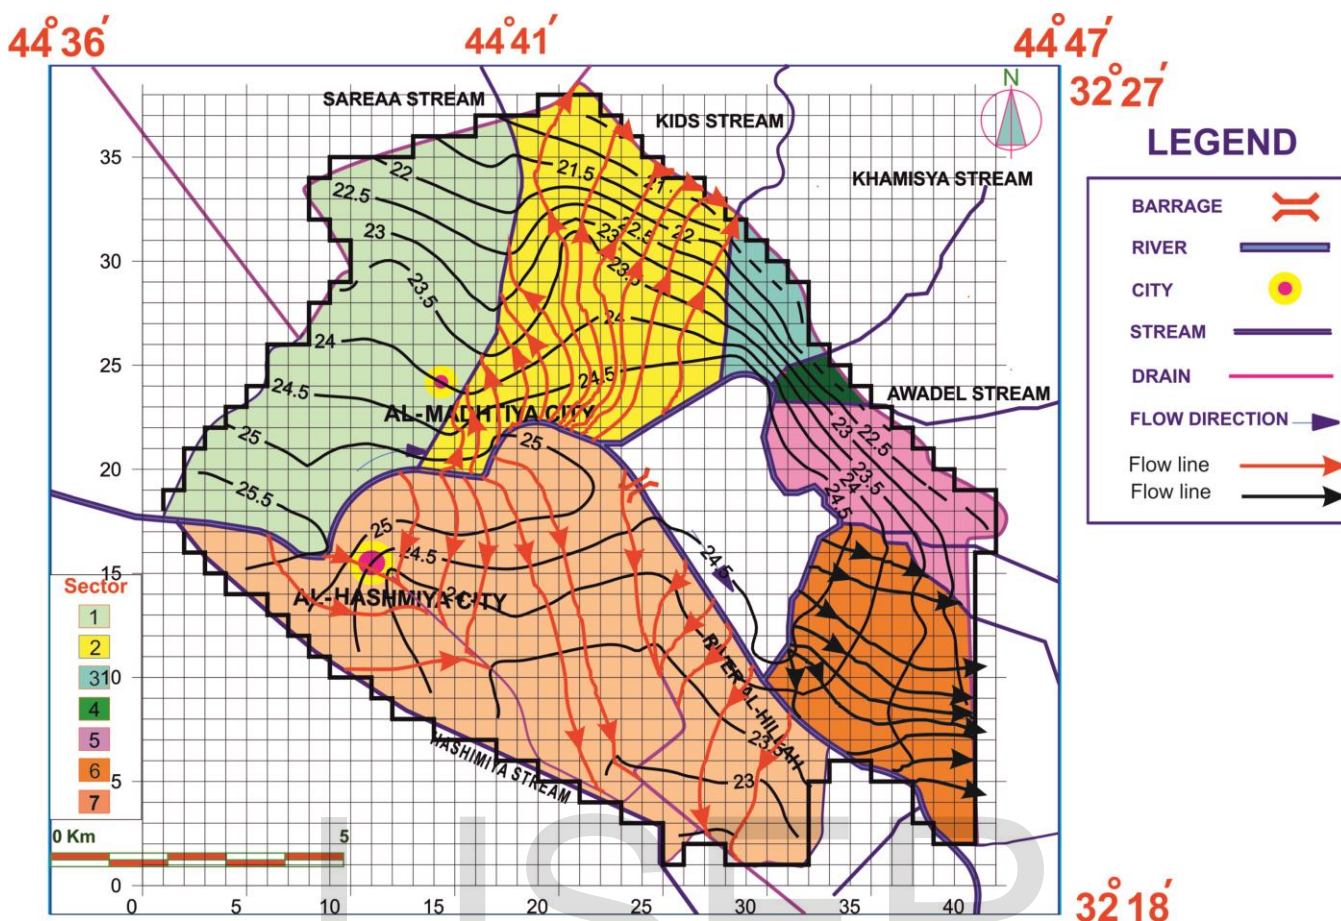 44°36′
44°41′
44°47′
32°27′
N
SAREAA STREAM
KIDS STREAM
KHAMISYA STREAM
AWADEL STREAM
LEGEND
BARRAGE
RIVER
CITY
STREAM
DRAIN
FLOW DIRECTION
Flow line
Flow line
35
30
25
20
15
10
5
0
22
22.5
23
23.5
24
24.5
25
25.5
21.5
21
22
22.5
23
23.5
24
24.5
25
25
24.5
24
24.5
23.5
23
22.5
23
23.5
24
24.5
AL-MADHTIYA CITY
AL-HASHMIYA CITY
RIVER AL-HILLAH
HASHIMIYA STREAM
Sector
1
2
3
4
5
6
7
0 Km
5
0
5
10
15
20
25
30
35
40
32°18′
IJSER